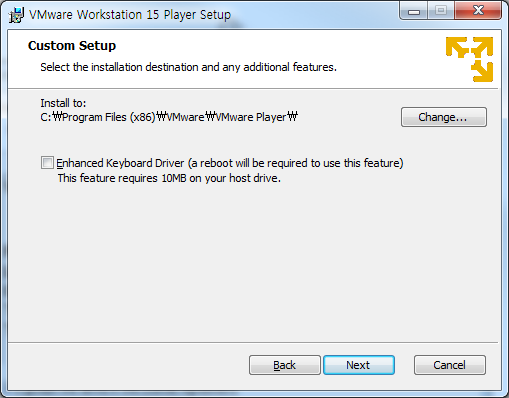 VMware Workstation 15 Player Setup
Custom Setup
Select the installation destination and any additional features.
Install to:
C:₩Program Files (x86)₩VMware₩VMware Player₩
Change...
Enhanced Keyboard Driver (a reboot will be required to use this feature)
This feature requires 10MB on your host drive.
Back
Next
Cancel